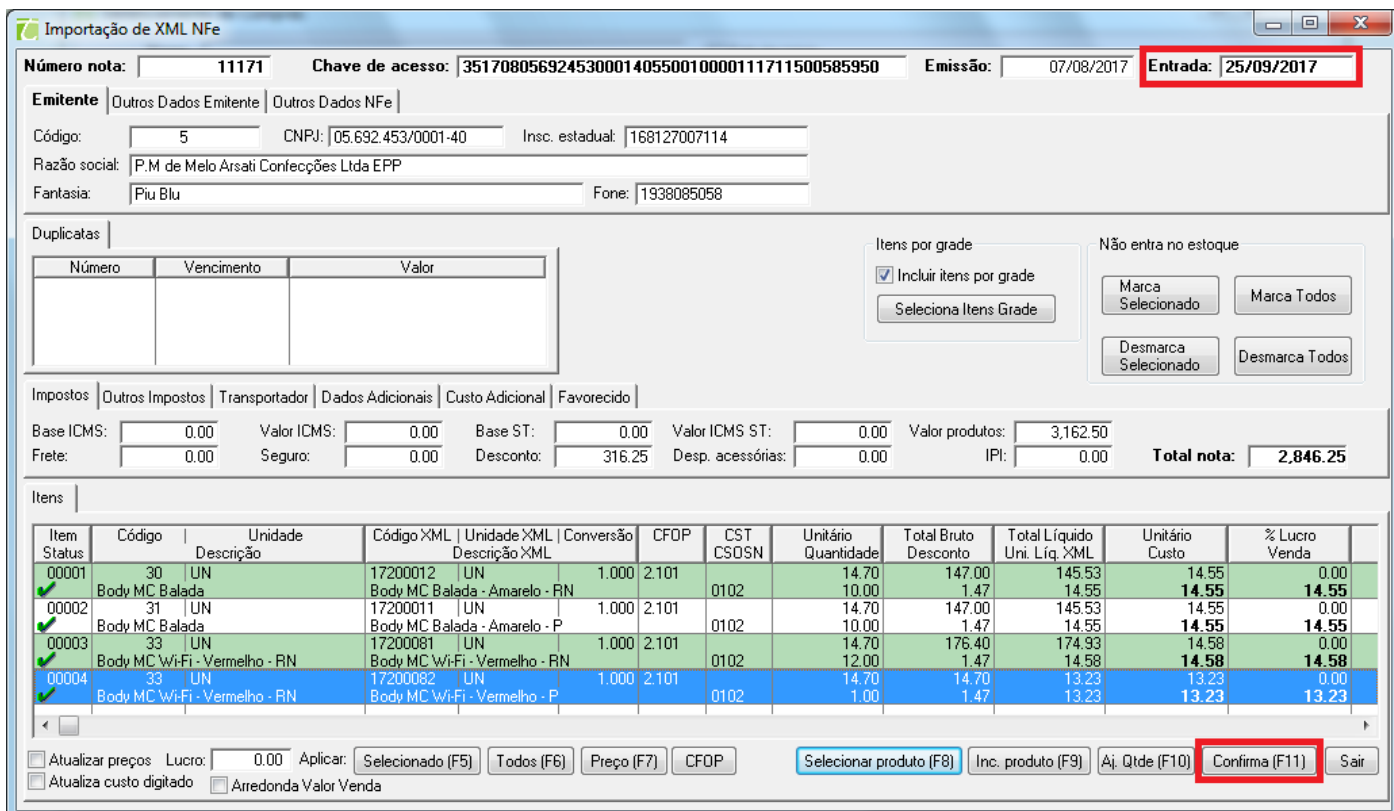 Importação de XML NFe
Número nota: 11171 Chave de acesso: 35170805692453000140550010000111711500585950 Emissão: 07/08/2017 Entrada: 25/09/2017
Emitente Outros Dados Emitente Outros Dados NFe
Código: 5 CNPJ: 05.692.453/0001-40 Insc. estadual: 168127007114
Razão social: P.M de Melo Arsati Confecções Ltda EPP
Fantasia: Piu Blu Fone: 1938085058
Duplicatas
Número Vencimento Valor
Itens por grade
Incluir itens por grade
Seleciona Itens Grade
Não entra no estoque
Marca Selecionado Marca Todos
Desmarca Selecionado Desmarca Todos
Impostos Outros Impostos Transportador Dados Adicionais Custo Adicional Favorecido
Base ICMS: 0.00 Valor ICMS: 0.00 Base ST: 0.00 Valor ICMS ST: 0.00 Valor produtos: 3,162.50
Frete: 0.00 Seguro: 0.00 Desconto: 316.25 Desp. acessórias: 0.00 IPI: 0.00 Total nota: 2,846.25
Itens
Item Código | Unidade Código XML | Unidade XML | Conversão CFOP CST Unitário Total Bruto Total Líquido Unitário % Lucro
Status Descrição Descrição XML CSOSN Quantidade Desconto Uni. Líq. XML Custo Venda
00001 30 UN 17200012 UN 1.000 2.101 14.70 147.00 145.53 14.55 0.00
Body MC Balada Body MC Balada - Amarelo - RN 0102 10.00 1.47 14.55 14.55 14.55
00002 31 UN 17200011 UN 1.000 2.101 14.70 147.00 145.53 14.55 0.00
Body MC Balada Body MC Balada - Amarelo - P 0102 10.00 1.47 14.55 14.55 14.55
00003 33 UN 17200081 UN 1.000 2.101 14.70 176.40 174.93 14.58 0.00
Body MC Wi-Fi - Vermelho - RN Body MC Wi-Fi - Vermelho - RN 0102 12.00 1.47 14.58 14.58 14.58
00004 33 UN 17200082 UN 1.000 2.101 14.70 14.70 13.23 13.23 0.00
Body MC Wi-Fi - Vermelho - RN Body MC Wi-Fi - Vermelho - P 0102 1.00 1.47 13.23 13.23 13.23
Atualizar preços Lucro: 0.00 Aplicar: Selecionado (F5) Todos (F6) Preço (F7) CFOP Selecionar produto (F8) Inc. produto (F9) Aj. Qtde (F10) Confirma (F11) Sair
Atualiza custo digitado Arredonda Valor Venda